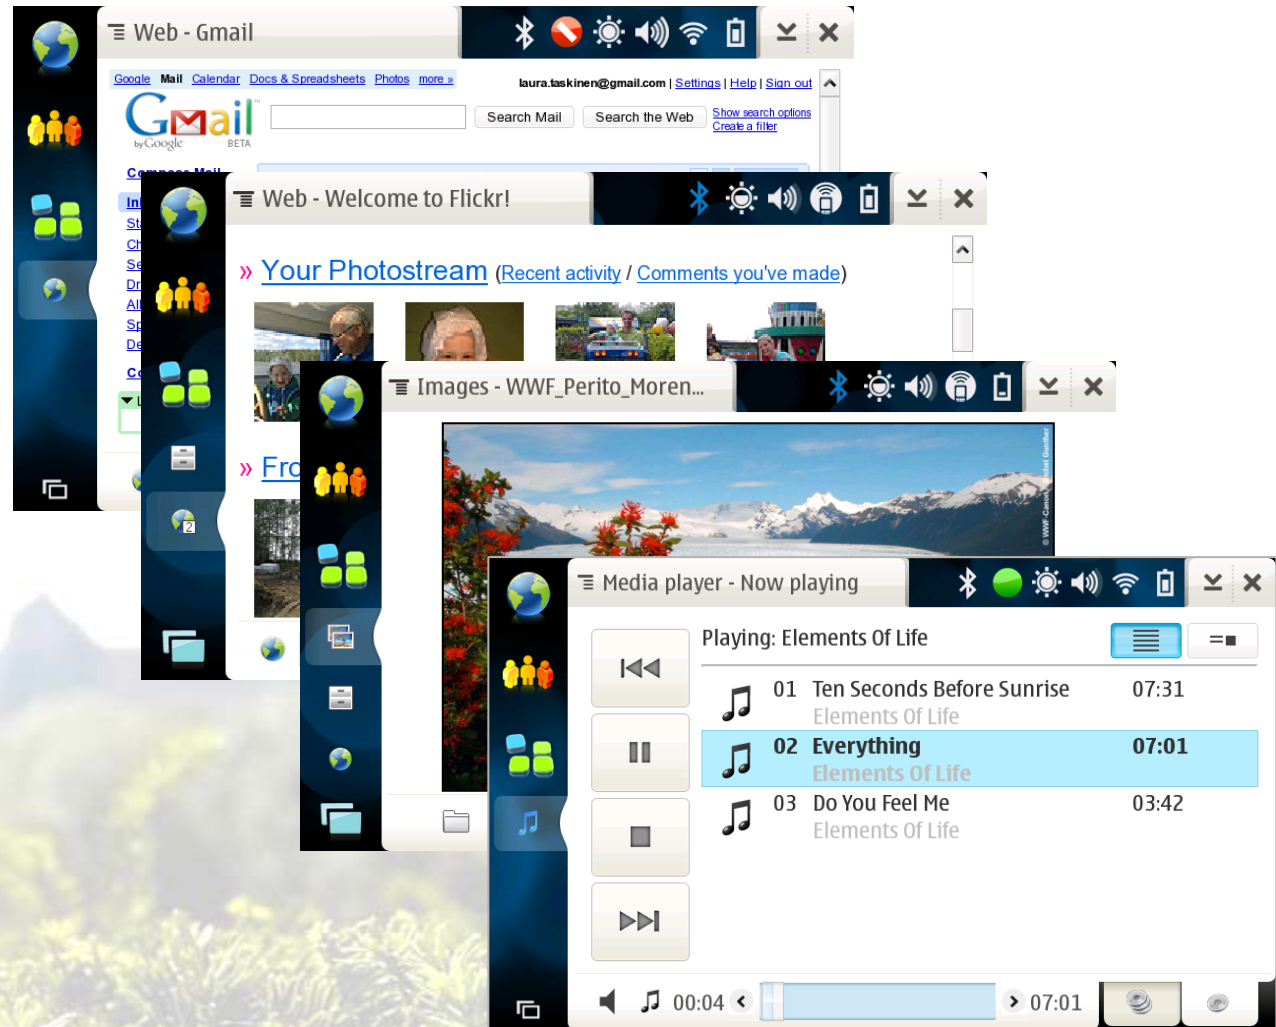 Web - Gmail
Google Mail Calendar Docs & Spreadsheets Photos more »
laura.taskinen@gmail.com | Settings | Help | Sign out
Gmail
by Google BETA
Search Mail
Search the Web
Show search options
Create a filter
Compose Mail
Web - Welcome to Flickr!
» Your Photostream (Recent activity / Comments you've made)
» Fro
2
Images - WWF_Perito_Moren...
Media player - Now playing
Playing: Elements Of Life
01 Ten Seconds Before Sunrise 07:31
Elements Of Life
02 Everything 07:01
Elements Of Life
03 Do You Feel Me 03:42
Elements Of Life
00:04
07:01